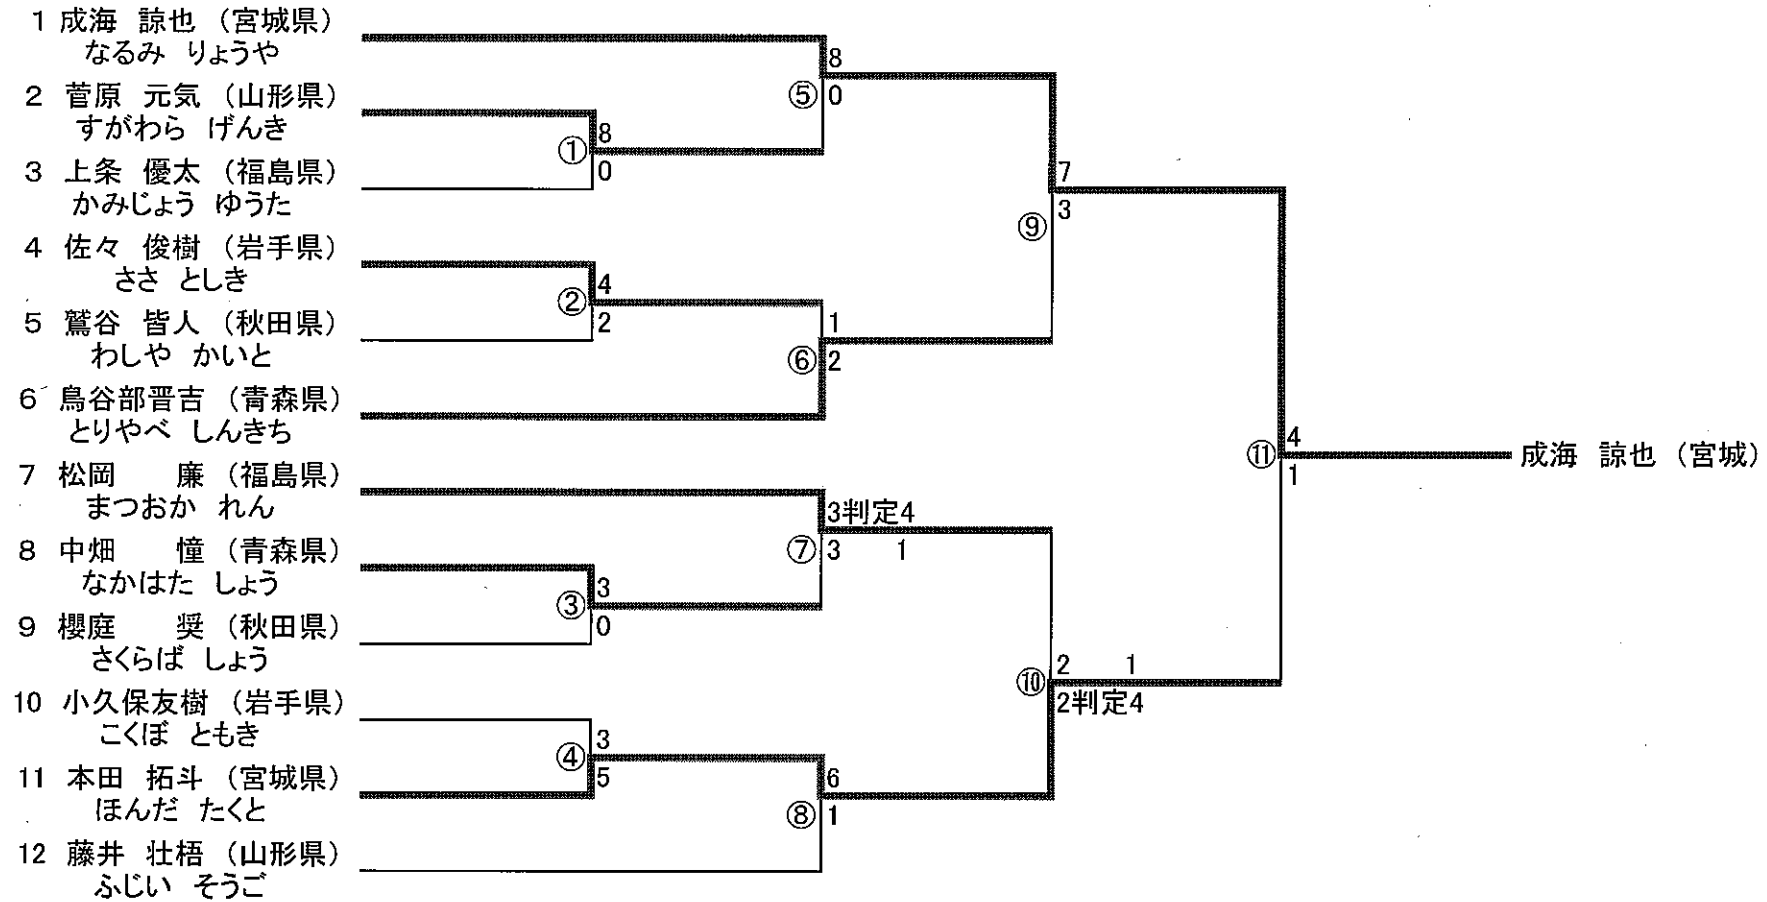 1 成海 諒也 （宮城県）
なるみ りょうや
8
⑤ 0
2 菅原 元気 （山形県）
すがわら げんき
8
① 0
3 上条 優太 （福島県）
かみじょう ゆうた
7
⑨ 3
4 佐々 俊樹 （岩手県）
ささ としき
4
② 2
5 鷲谷 皆人 （秋田県）
わしや かいと
1
⑥ 2
6 鳥谷部晋吉 （青森県）
とりやべ しんきち
4
⑪ 1
成海 諒也 （宮城）
7 松岡 廉 （福島県）
まつおか れん
3判定4
⑦ 3 1
8 中畑 憧 （青森県）
なかはた しょう
3
③ 0
9 櫻庭 奨 （秋田県）
さくらば しょう
2 1
⑩ 2判定4
10 小久保友樹 （岩手県）
こくぼ ともき
3
④ 5
11 本田 拓斗 （宮城県）
ほんだ たくと
6
⑧ 1
12 藤井 壮梧 （山形県）
ふじい そうご